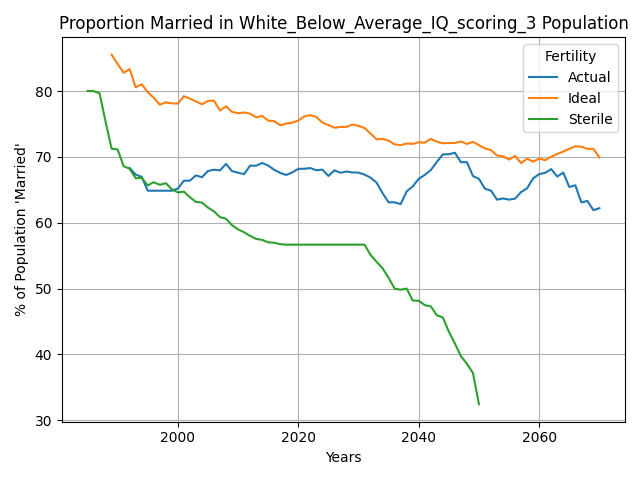 Proportion Married in White_Below_Average_IQ_scoring_3 Population
Fertility
Actual
Ideal
Sterile
% of Population 'Married'
80
70
60
50
40
30
2000
2020
2040
2060
Years